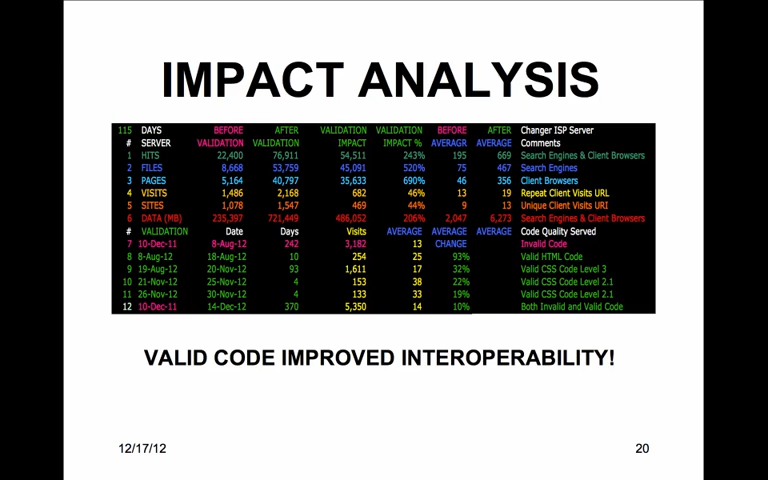 IMPACT ANALYSIS
115 DAYS BEFORE AFTER VALIDATION VALIDATION BEFORE AFTER Changer ISP Server
# SERVER VALIDATION VALIDATION IMPACT IMPACT % AVERAGR AVERAGE Comments
1 HITS 22,400 76,911 54,511 243% 195 669 Search Engines & Client Browsers
2 FILES 8,668 53,759 45,091 520% 75 467 Search Engines
3 PAGES 5,164 40,797 35,633 690% 46 356 Client Browsers
4 VISITS 1,486 2,168 682 46% 13 19 Repeat Client Visits URL
5 SITES 1,078 1,547 469 44% 9 13 Unique Client Visits URI
6 DATA (MB) 235,397 721,449 486,052 206% 2,047 6,273 Search Engines & Client Browsers
# VALIDATION Date Days Visits AVERAGE AVERAGE AVERAGE Code Quality Served
7 10-Dec-11 8-Aug-12 242 3,182 13 CHANGE Invalid Code
8 8-Aug-12 18-Aug-12 10 254 25 93% Valid HTML Code
9 19-Aug-12 20-Nov-12 93 1,611 17 32% Valid CSS Code Level 3
10 21-Nov-12 25-Nov-12 4 153 38 22% Valid CSS Code Level 2.1
11 26-Nov-12 30-Nov-12 4 133 33 19% Valid CSS Code Level 2.1
12 10-Dec-11 14-Dec-12 370 5,350 14 10% Both Invalid and Valid Code
VALID CODE IMPROVED INTEROPERABILITY!
12/17/12 20